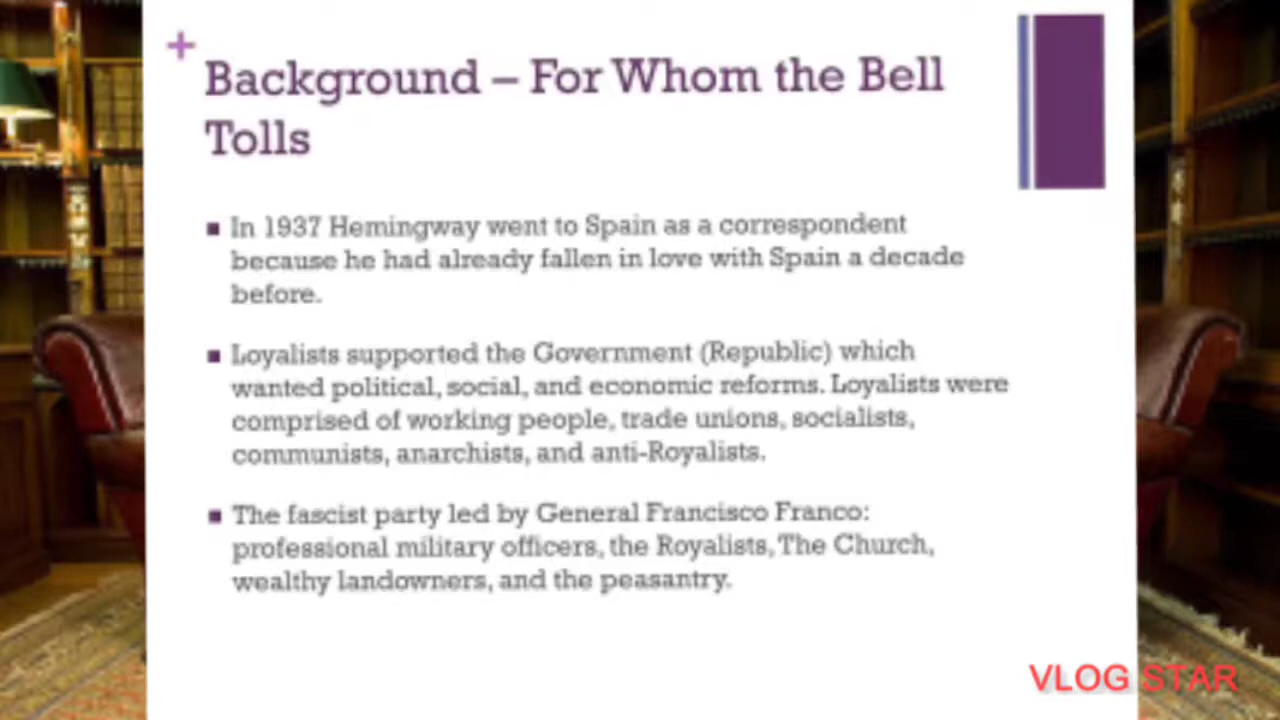 +
Background – For Whom the Bell
Tolls
▪ In 1937 Hemingway went to Spain as a correspondent
because he had already fallen in love with Spain a decade
before.
▪ Loyalists supported the Government (Republic) which
wanted political, social, and economic reforms. Loyalists were
comprised of working people, trade unions, socialists,
communists, anarchists, and anti-Royalists.
▪ The fascist party led by General Francisco Franco:
professional military officers, the Royalists, The Church,
wealthy landowners, and the peasantry.
VLOG STAR